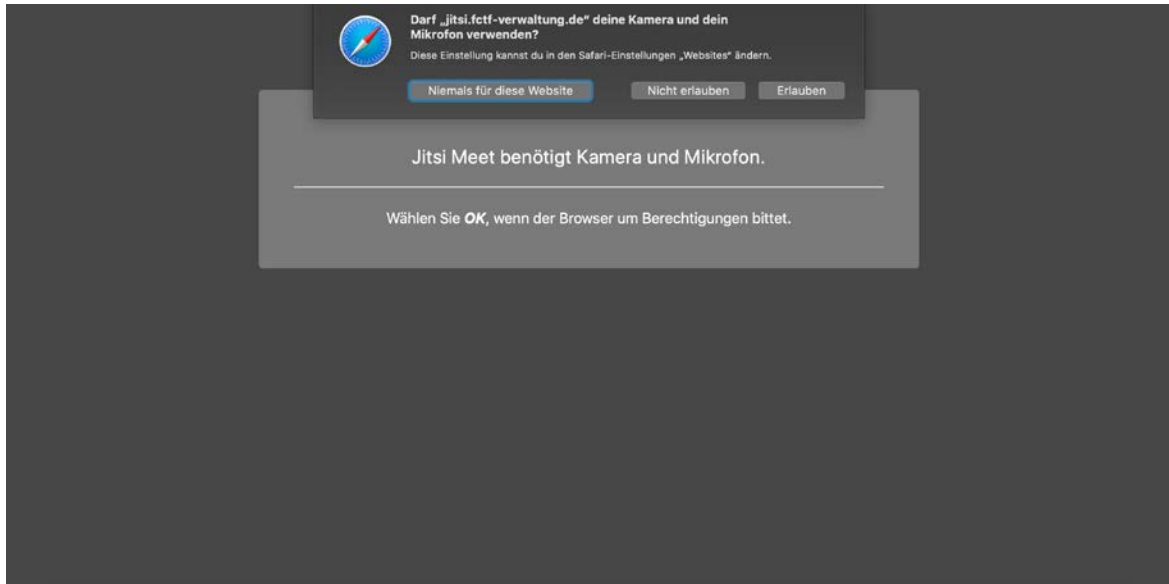 Darf „jitsi.fctf-verwaltung.de“ deine Kamera und dein
Mikrofon verwenden?
Diese Einstellung kannst du in den Safari-Einstellungen „Websites“ ändern.
Niemals für diese Website Nicht erlauben Erlauben
Jitsi Meet benötigt Kamera und Mikrofon.
Wählen Sie OK, wenn der Browser um Berechtigungen bittet.